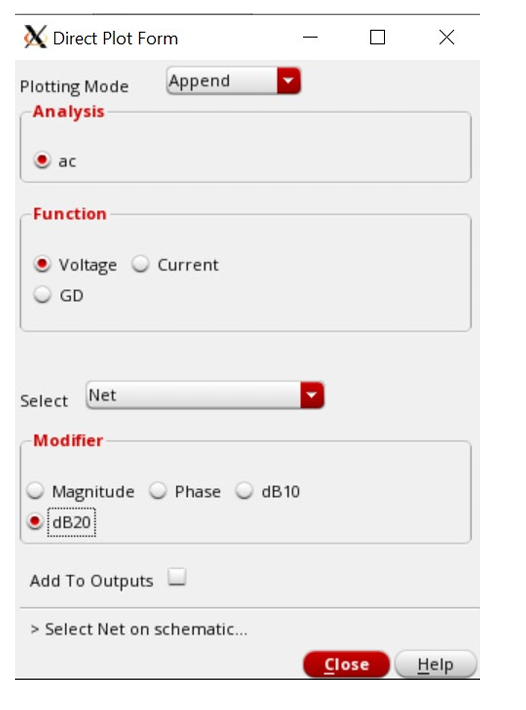 Direct Plot Form
Plotting Mode Append
Analysis
ac
Function
Voltage Current
GD
Select Net
Modifier
Magnitude Phase dB10
dB20
Add To Outputs
> Select Net on schematic...
Close Help